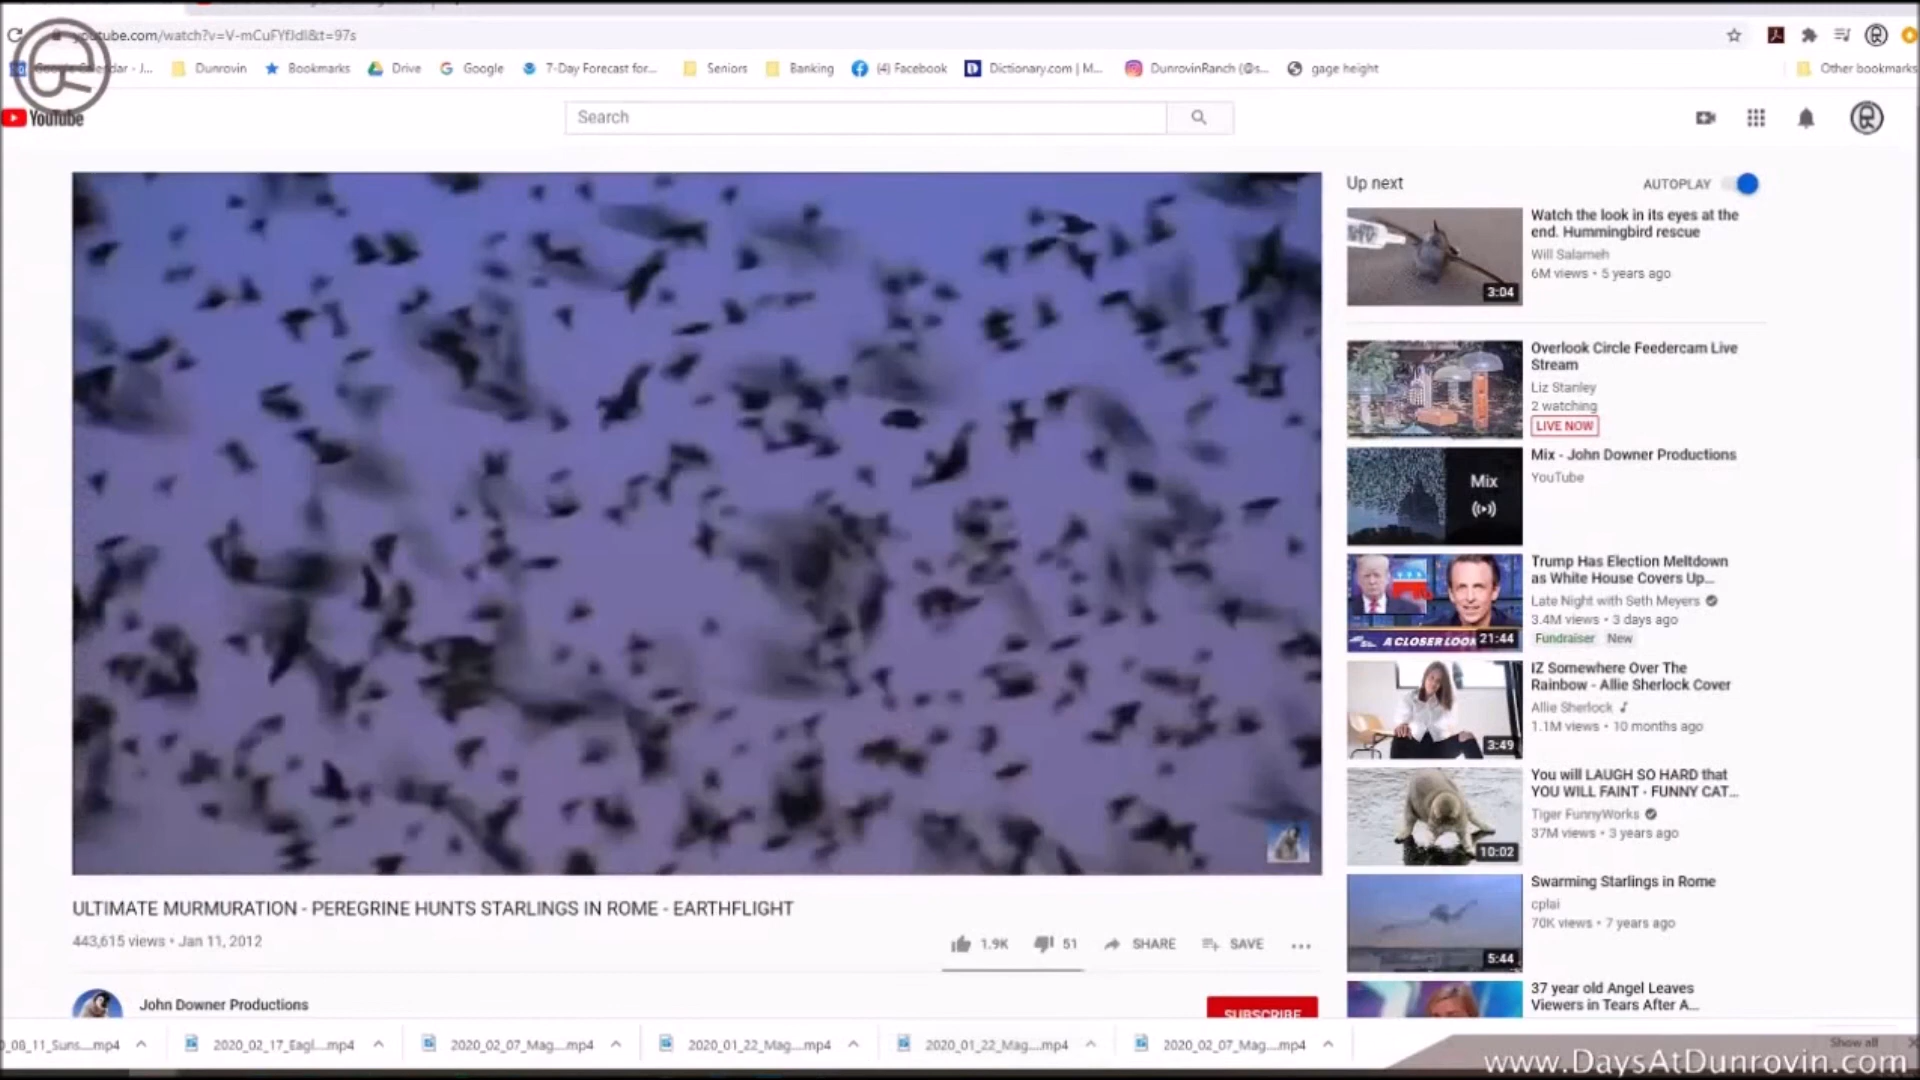 youtube.com/watch?v=V-mCuFYfJdI&t=97s
Dunrovin Bookmarks Drive Google 7-Day Forecast for... Seniors Banking (4) Facebook Dictionary.com | M... DunrovinRanch (@s... gage height Other bookmarks
YouTube
Search
Up next
AUTOPLAY
Watch the look in its eyes at the
end. Hummingbird rescue
Will Salameh
6M views • 5 years ago
3:04
Overlook Circle Feedercam Live
Stream
Liz Stanley
2 watching
LIVE NOW
Mix - John Downer Productions
YouTube
Mix
Trump Has Election Meltdown
as White House Covers Up...
Late Night with Seth Meyers
3.4M views • 3 days ago
Fundraiser New
A CLOSER LOOK
21:44
IZ Somewhere Over The
Rainbow - Allie Sherlock Cover
Allie Sherlock
1.1M views • 10 months ago
3:49
You will LAUGH SO HARD that
YOU WILL FAINT - FUNNY CAT...
Tiger FunnyWorks
37M views • 3 years ago
10:02
Swarming Starlings in Rome
cplai
70K views • 7 years ago
5:44
37 year old Angel Leaves
Viewers in Tears After A...
ULTIMATE MURMURATION - PEREGRINE HUNTS STARLINGS IN ROME - EARTHFLIGHT
443,615 views • Jan 11, 2012
1.9K 51 SHARE SAVE
John Downer Productions
SUBSCRIBE
0_08_11_Suns....mp4 2020_02_17_Eagl....mp4 2020_02_07_Mag....mp4 2020_01_22_Mag....mp4 2020_01_22_Mag....mp4 2020_02_07_Mag....mp4 Show all
www.DaysAtDunrovin.com